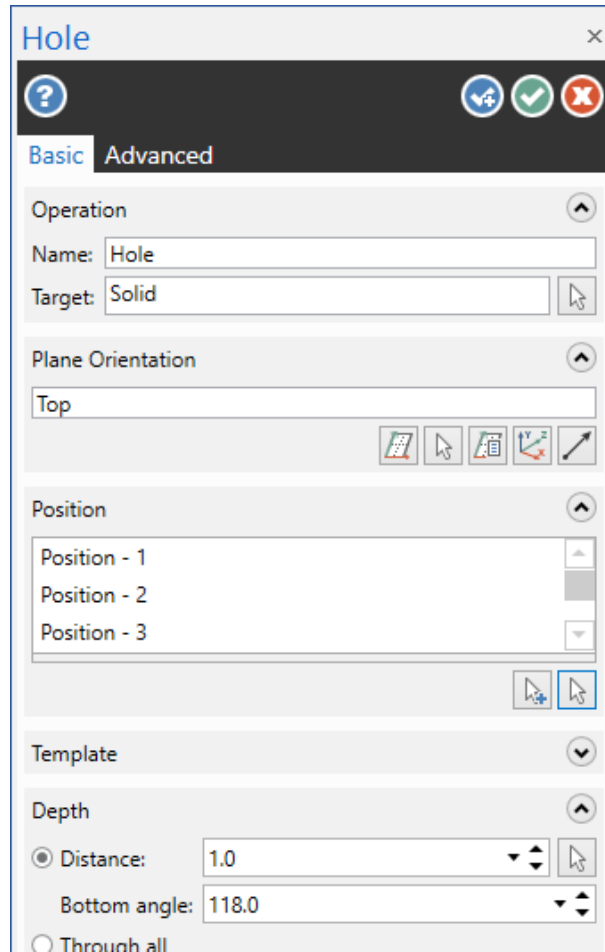 Hole
Basic Advanced
Operation
Name: Hole
Target: Solid
Plane Orientation
Top
Position
Position - 1
Position - 2
Position - 3
Template
Depth
Distance: 1.0
Bottom angle: 118.0
Through all